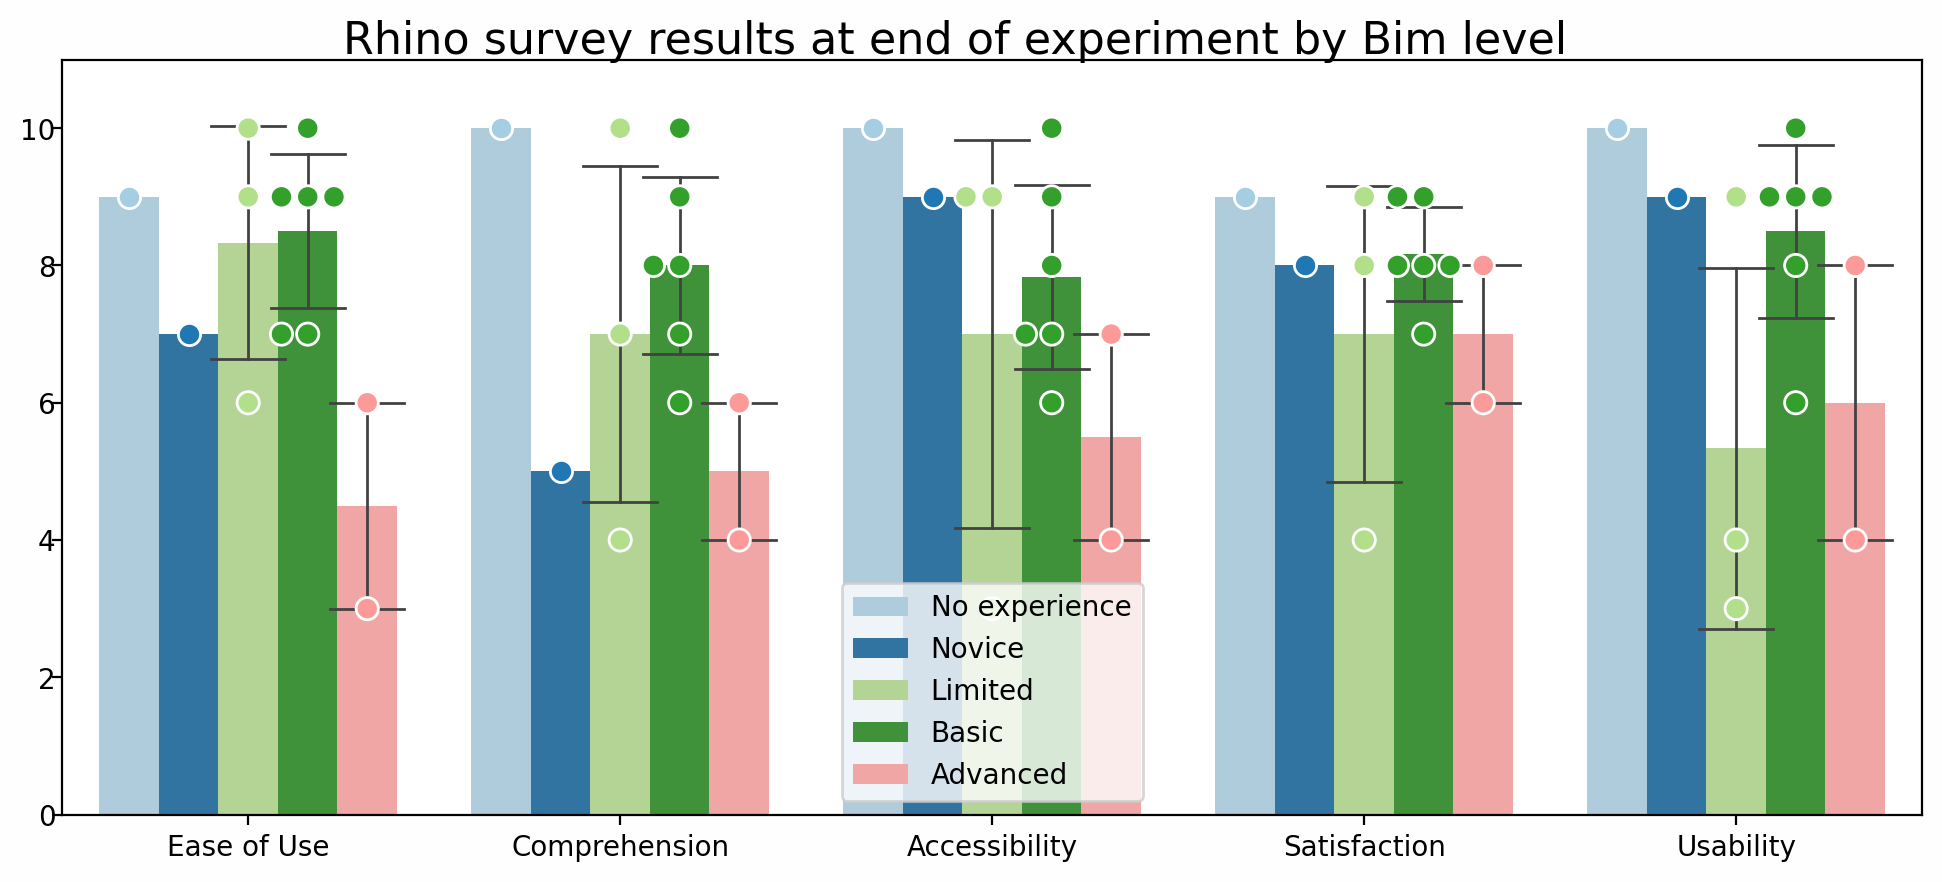 Rhino survey results at end of experiment by Bim level
10
8
6
4
2
0
No experience
Novice
Limited
Basic
Advanced
Ease of Use Comprehension Accessibility Satisfaction Usability